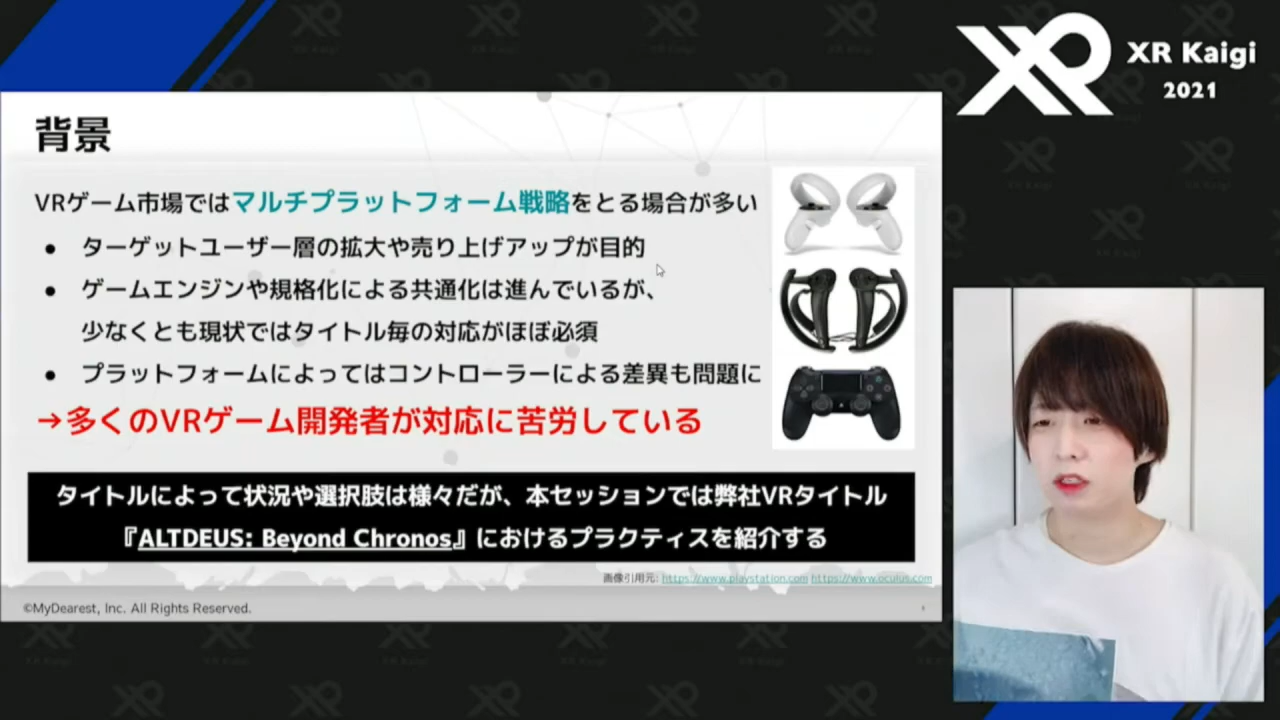 XR Kaigi
2021
背景
VRゲーム市場ではマルチプラットフォーム戦略をとる場合が多い
● ターゲットユーザー層の拡大や売り上げアップが目的
● ゲームエンジンや規格化による共通化は進んでいるが、
少なくとも現状ではタイトル毎の対応がほぼ必須
● プラットフォームによってはコントローラーによる差異も問題に
→多くのVRゲーム開発者が対応に苦労している
タイトルによって状況や選択肢は様々だが、本セッションでは弊社VRタイトル
『ALTDEUS: Beyond Chronos』におけるプラクティスを紹介する
画像引用元: https://www.playstation.com https://www.oculus.com
©MyDearest, Inc. All Rights Reserved.